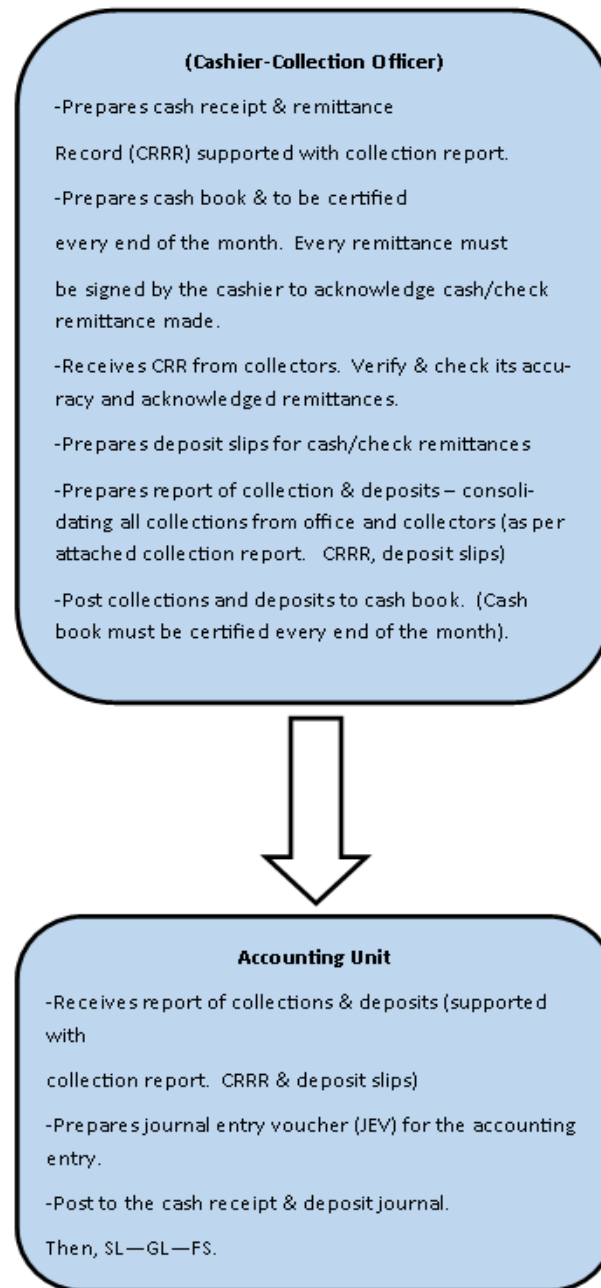 (Cashier-Collection Officer)
-Prepares cash receipt & remittance
Record (CRRR) supported with collection report.
-Prepares cash book & to be certified
every end of the month.  Every remittance must
be signed by the cashier to acknowledge cash/check
remittance made.
-Receives CRR from collectors.  Verify & check its accu-
racy and acknowledged remittances.
-Prepares deposit slips for cash/check remittances
-Prepares report of collection & deposits – consoli-
dating all collections from office and collectors (as per
attached collection report.   CRRR, deposit slips)
-Post collections and deposits to cash book.  (Cash
book must be certified every end of the month).
Accounting Unit
-Receives report of collections & deposits (supported
with
collection report.  CRRR & deposit slips)
-Prepares journal entry voucher (JEV) for the accounting
entry.
-Post to the cash receipt & deposit journal.
Then, SL—GL—FS.